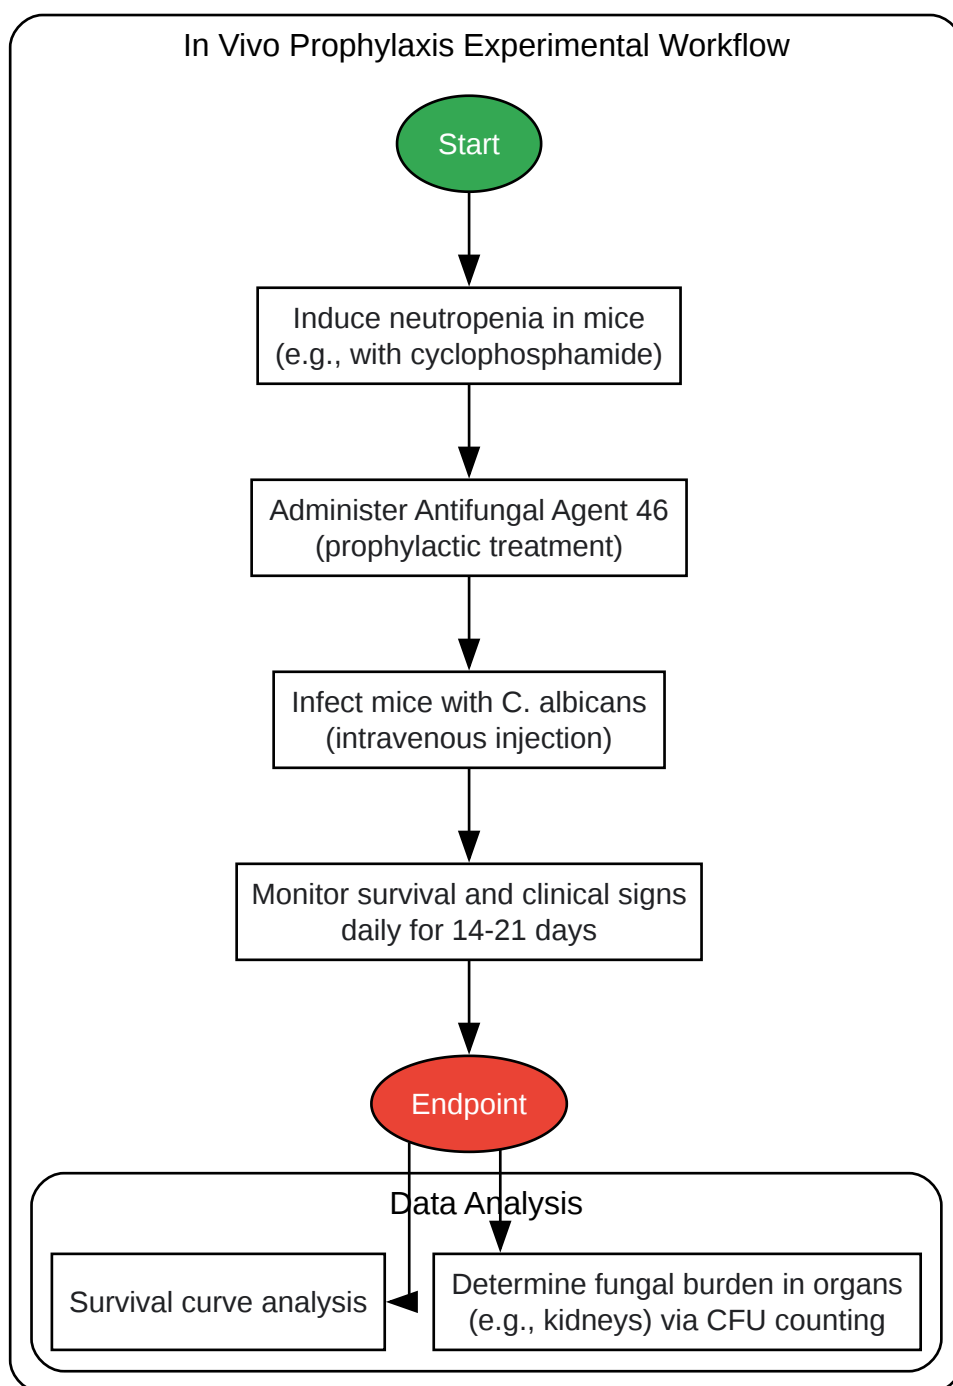 In Vivo Prophylaxis Experimental Workflow
Start
Induce neutropenia in mice
(e.g., with cyclophosphamide)
Administer Antifungal Agent 46
(prophylactic treatment)
Infect mice with C. albicans
(intravenous injection)
Monitor survival and clinical signs
daily for 14-21 days
Endpoint
Data Analysis
Survival curve analysis
Determine fungal burden in organs
(e.g., kidneys) via CFU counting